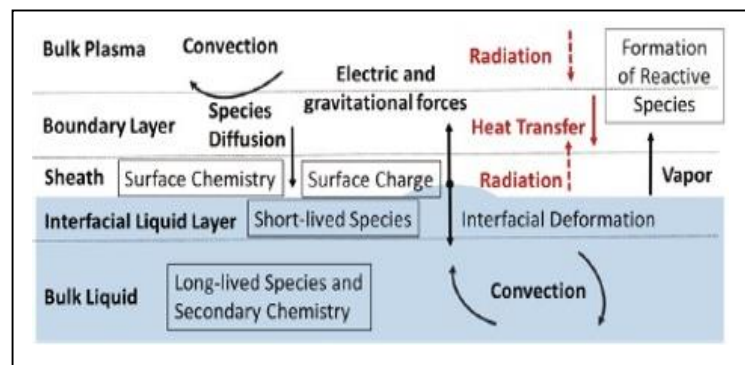 Bulk Plasma
Convection
Radiation
Formation
of Reactive
Species
Electric and
gravitational forces
Boundary Layer
Species
Diffusion
Heat Transfer
Sheath
Surface Chemistry
Surface Charge
Radiation
Vapor
Interfacial Liquid Layer
Short-lived Species
Interfacial Deformation
Bulk Liquid
Long-lived Species and
Secondary Chemistry
Convection